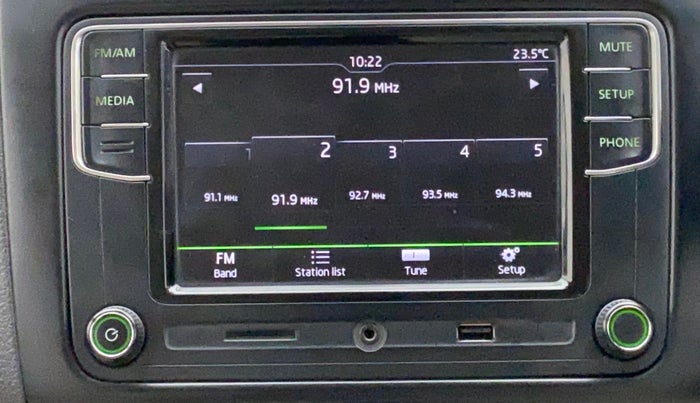 FM/AM
MEDIA
10:22
23.5°C
91.9 MHz
1
2
3
4
5
91.1 MHz
91.9 MHz
92.7 MHz
93.5 MHz
94.3 MHz
FM
Band
Station list
Tune
Setup
MUTE
SETUP
PHONE